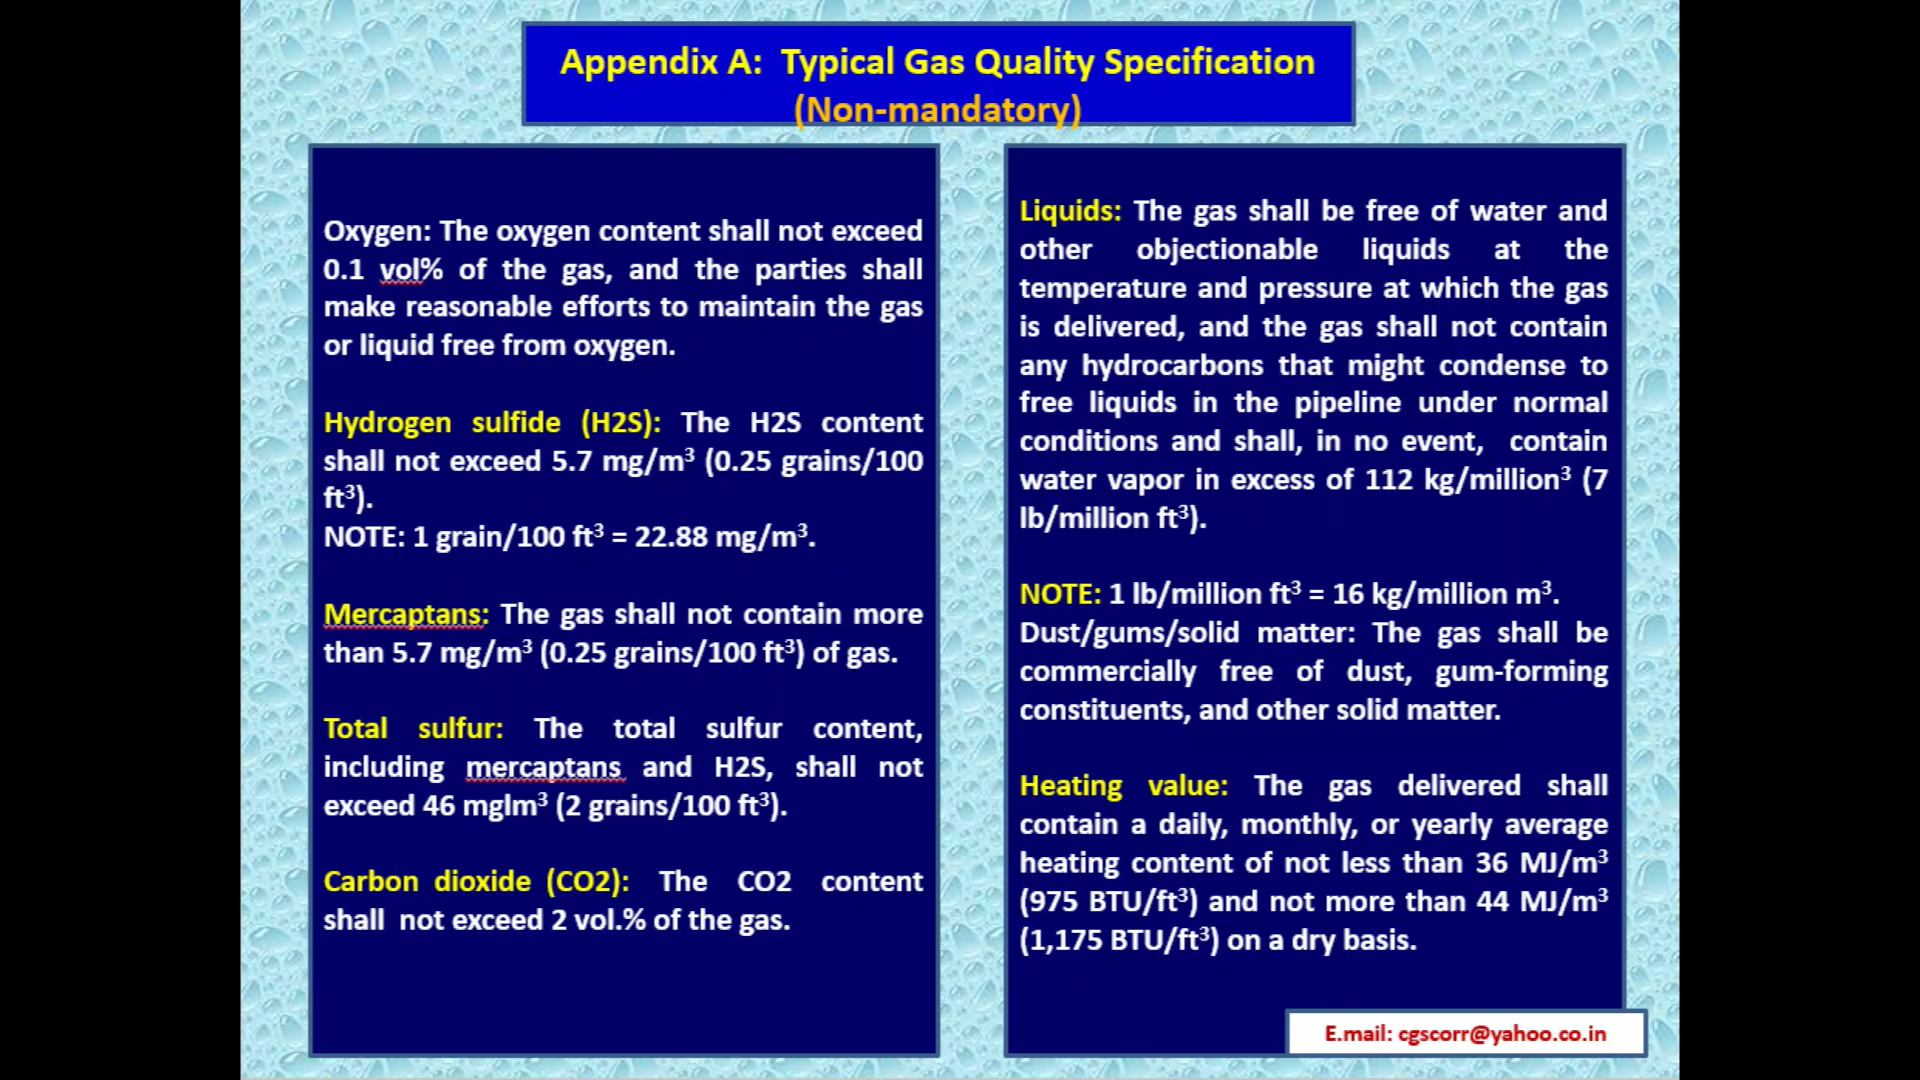 Appendix A: Typical Gas Quality Specification
(Non-mandatory)
Oxygen: The oxygen content shall not exceed
0.1 vol% of the gas, and the parties shall
make reasonable efforts to maintain the gas
or liquid free from oxygen.
Hydrogen sulfide (H2S): The H2S content
shall not exceed 5.7 mg/m³ (0.25 grains/100
ft³).
NOTE: 1 grain/100 ft³ = 22.88 mg/m³.
Mercaptans: The gas shall not contain more
than 5.7 mg/m³ (0.25 grains/100 ft³) of gas.
Total sulfur: The total sulfur content,
including mercaptans and H2S, shall not
exceed 46 mglm³ (2 grains/100 ft³).
Carbon dioxide (CO2): The CO2 content
shall not exceed 2 vol.% of the gas.
Liquids: The gas shall be free of water and
other objectionable liquids at the
temperature and pressure at which the gas
is delivered, and the gas shall not contain
any hydrocarbons that might condense to
free liquids in the pipeline under normal
conditions and shall, in no event, contain
water vapor in excess of 112 kg/million³ (7
lb/million ft³).
NOTE: 1 lb/million ft³ = 16 kg/million m³.
Dust/gums/solid matter: The gas shall be
commercially free of dust, gum-forming
constituents, and other solid matter.
Heating value: The gas delivered shall
contain a daily, monthly, or yearly average
heating content of not less than 36 MJ/m³
(975 BTU/ft³) and not more than 44 MJ/m³
(1,175 BTU/ft³) on a dry basis.
E.mail: cgscorr@yahoo.co.in